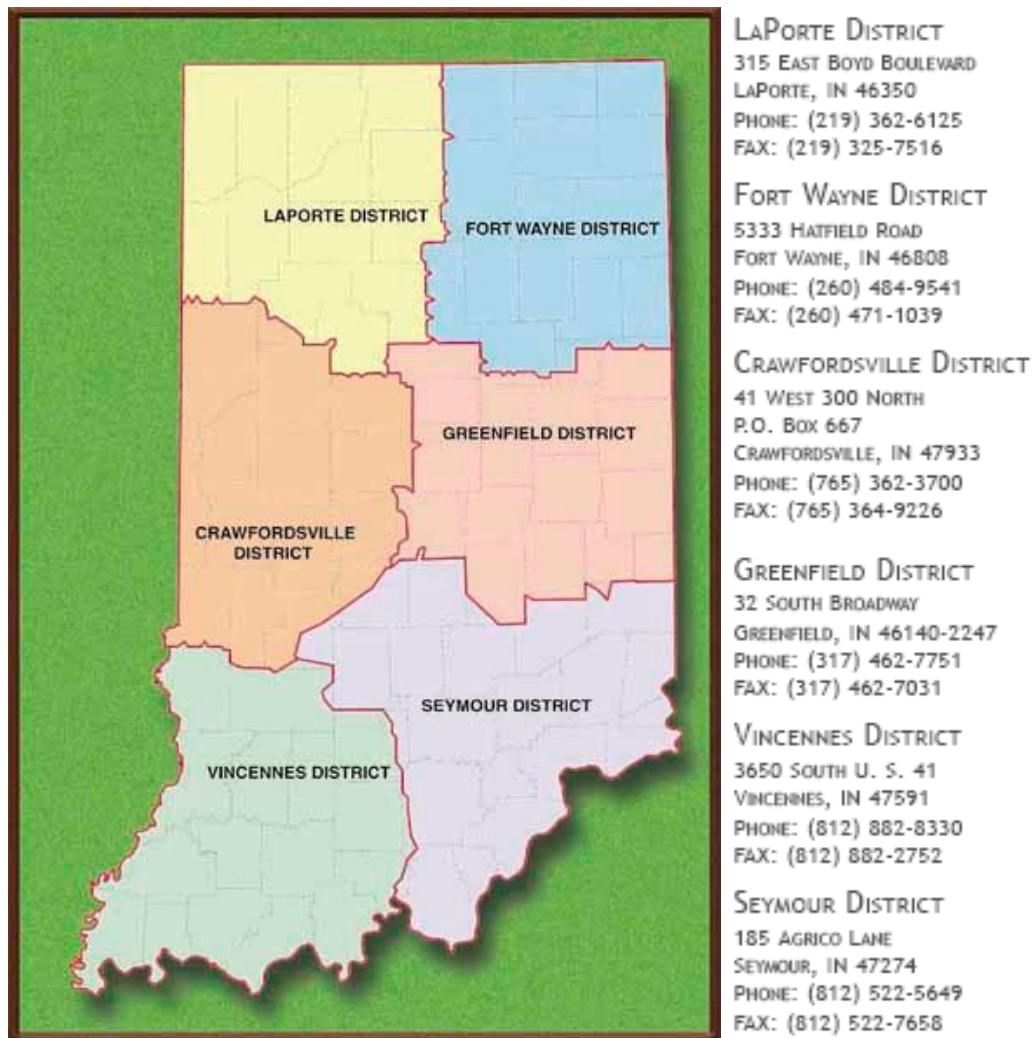 LAPORTE DISTRICT
FORT WAYNE DISTRICT
GREENFIELD DISTRICT
CRAWFORDSVILLE
DISTRICT
SEYMOUR DISTRICT
VINCENNES DISTRICT
LAPORTE DISTRICT
315 EAST BOYD BOULEVARD
LAPORTE, IN 46350
PHONE: (219) 362-6125
FAX: (219) 325-7516
FORT WAYNE DISTRICT
5333 HATFIELD ROAD
FORT WAYNE, IN 46808
PHONE: (260) 484-9541
FAX: (260) 471-1039
CRAWFORDSVILLE DISTRICT
41 WEST 300 NORTH
P.O. BOX 667
CRAWFORDSVILLE, IN 47933
PHONE: (765) 362-3700
FAX: (765) 364-9226
GREENFIELD DISTRICT
32 SOUTH BROADWAY
GREENFIELD, IN 46140-2247
PHONE: (317) 462-7751
FAX: (317) 462-7031
VINCENNES DISTRICT
3650 SOUTH U. S. 41
VINCENNES, IN 47591
PHONE: (812) 882-8330
FAX: (812) 882-2752
SEYMOUR DISTRICT
185 AGRICO LANE
SEYMOUR, IN 47274
PHONE: (812) 522-5649
FAX: (812) 522-7658